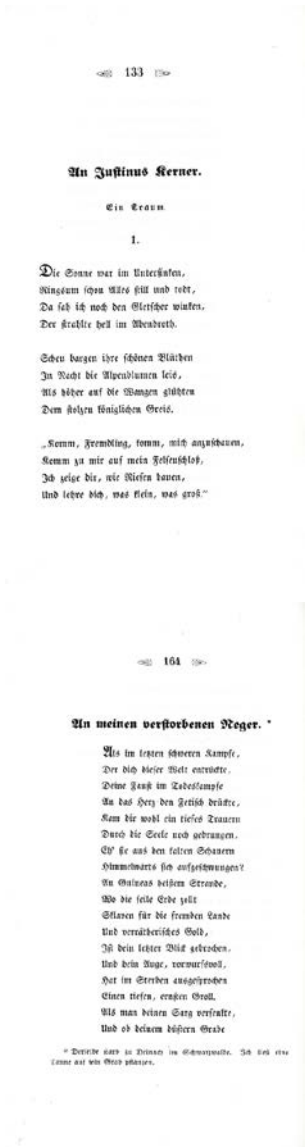 133
An Justinus Kerner.
Ein Traum
1.
Die Sonne war im Untersinken,
Ringsum schon Alles still und todt,
Da sah ich noch den Gletscher winken,
Der strahlte hell im Abendroth.
Scheu bargen ihre schönen Blüthen
In Nacht die Alpenblumen leis,
Als höher auf die Wangen glühten
Dem stolzen königlichen Greis.
„Komm, Fremdling, komm, mich anzuschauen,
Komm zu mir auf mein Felsenschloß,
Ich zeige dir, wie Riesen bauen,
Und lehre dich, was klein, was groß."
164
An meinen verstorbenen Neger. *
Als im letzten schweren Kampfe,
Der dich dieser Welt entrückte,
Deine Faust im Todeskampfe
An das Herz den Fetisch drückte,
Kam dir wohl ein tiefes Trauern
Durch die Seele noch gedrungen,
Eh' sie aus den kalten Schauern
Himmelwärts sich aufgeschwungen?
An Guineas heißem Strande,
Wo die feile Erde zollt
Sklaven für die fremden Lande
Und verrätherisches Gold,
Ist dein letzter Blick gebrochen,
Und dein Auge, vorwurfsvoll,
Hat im Sterben ausgesprochen
Einen tiefen, ernsten Groll.
Als man deinen Sarg versenkte,
Und ob deinem düstern Grabe
* Derselbe starb zu im Schwarzwalde. Ich ließ eine
Tanne auf sein Grab pflanzen.